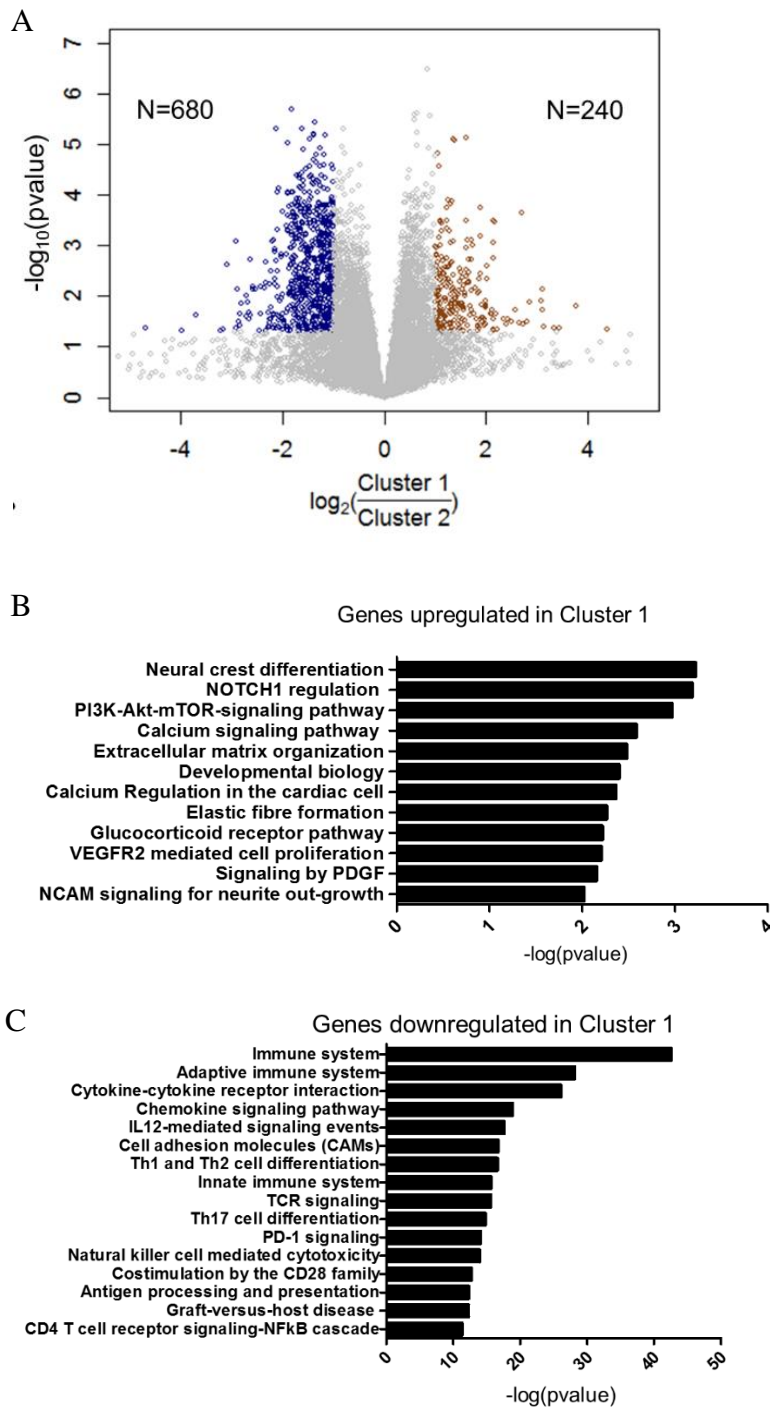 A
7
6
5
4
3
2
1
0
-log10(pvalue)
N=680
N=240
-4
-2
0
2
4
log2(Cluster 1/Cluster 2)
B
Genes upregulated in Cluster 1
Neural crest differentiation
NOTCH1 regulation
PI3K-Akt-mTOR-signaling pathway
Calcium signaling pathway
Extracellular matrix organization
Developmental biology
Calcium Regulation in the cardiac cell
Elastic fibre formation
Glucocorticoid receptor pathway
VEGFR2 mediated cell proliferation
Signaling by PDGF
NCAM signaling for neurite out-growth
0
1
2
3
4
-log(pvalue)
C
Genes downregulated in Cluster 1
Immune system
Adaptive immune system
Cytokine-cytokine receptor interaction
Chemokine signaling pathway
IL12-mediated signaling events
Cell adhesion molecules (CAMs)
Th1 and Th2 cell differentiation
Innate immune system
TCR signaling
Th17 cell differentiation
PD-1 signaling
Natural killer cell mediated cytotoxicity
Costimulation by the CD28 family
Antigen processing and presentation
Graft-versus-host disease
CD4 T cell receptor signaling-NFkB cascade
0
10
20
30
40
50
-log(pvalue)